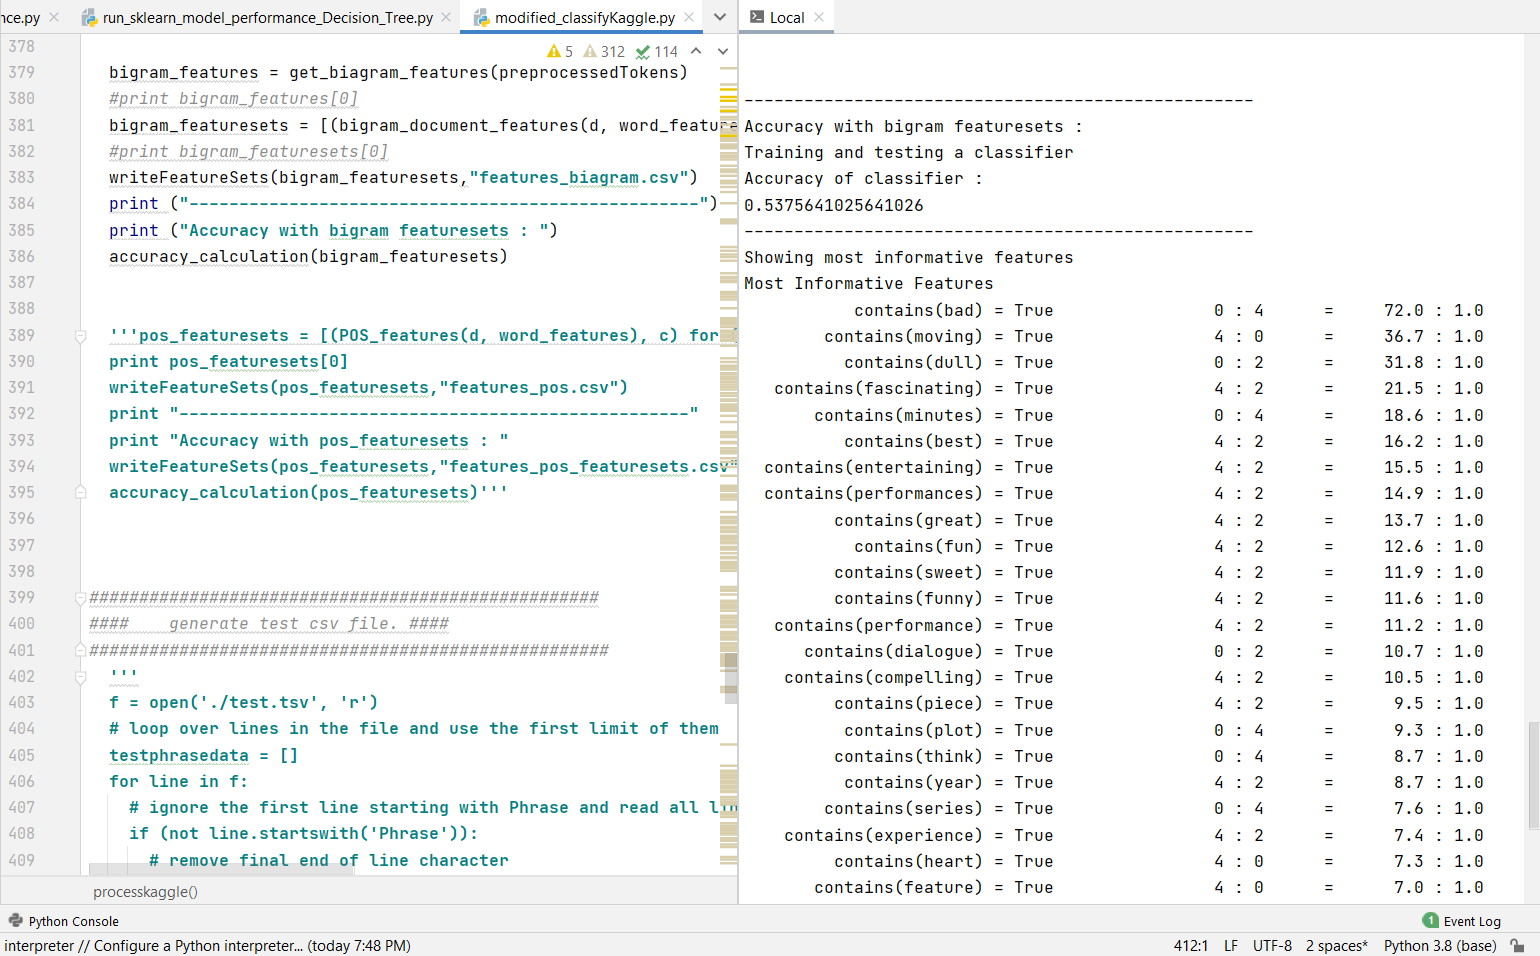 nce.py run_sklearn_model_performance_Decision_Tree.py modified_classifyKaggle.py
5 312 114
378
379 bigram_features = get_biagram_features(preprocessedTokens)
380 #print bigram_features[0]
381 bigram_featuresets = [(bigram_document_features(d, word_feature
382 #print bigram_featuresets[0]
383 writeFeatureSets(bigram_featuresets,"features_biagram.csv")
384 print ("---------------------------------------------------")
385 print ("Accuracy with bigram featuresets : ")
386 accuracy_calculation(bigram_featuresets)
387
388
389 '''pos_featuresets = [(POS_features(d, word_features), c) for (
390 print pos_featuresets[0]
391 writeFeatureSets(pos_featuresets,"features_pos.csv")
392 print "---------------------------------------------------"
393 print "Accuracy with pos_featuresets : "
394 writeFeatureSets(pos_featuresets,"features_pos_featuresets.csv"
395 accuracy_calculation(pos_featuresets)'''
396
397
398
399 ###################################################
400 ####    generate test csv file. ####
401 ####################################################
402 '''
403 f = open('./test.tsv', 'r')
404 # loop over lines in the file and use the first limit of them
405 testphrasedata = []
406 for line in f:
407 # ignore the first line starting with Phrase and read all lin
408 if (not line.startswith('Phrase')):
409 # remove final end of line character
processkaggle()
Local
---------------------------------------------------
Accuracy with bigram featuresets :
Training and testing a classifier
Accuracy of classifier :
0.5375641025641026
---------------------------------------------------
Showing most informative features
Most Informative Features
contains(bad) = True 0 : 4 = 72.0 : 1.0
contains(moving) = True 4 : 0 = 36.7 : 1.0
contains(dull) = True 0 : 2 = 31.8 : 1.0
contains(fascinating) = True 4 : 2 = 21.5 : 1.0
contains(minutes) = True 0 : 4 = 18.6 : 1.0
contains(best) = True 4 : 2 = 16.2 : 1.0
contains(entertaining) = True 4 : 2 = 15.5 : 1.0
contains(performances) = True 4 : 2 = 14.9 : 1.0
contains(great) = True 4 : 2 = 13.7 : 1.0
contains(fun) = True 4 : 2 = 12.6 : 1.0
contains(sweet) = True 4 : 2 = 11.9 : 1.0
contains(funny) = True 4 : 2 = 11.6 : 1.0
contains(performance) = True 4 : 2 = 11.2 : 1.0
contains(dialogue) = True 0 : 2 = 10.7 : 1.0
contains(compelling) = True 4 : 2 = 10.5 : 1.0
contains(piece) = True 4 : 2 = 9.5 : 1.0
contains(plot) = True 0 : 4 = 9.3 : 1.0
contains(think) = True 0 : 4 = 8.7 : 1.0
contains(year) = True 4 : 2 = 8.7 : 1.0
contains(series) = True 0 : 4 = 7.6 : 1.0
contains(experience) = True 4 : 2 = 7.4 : 1.0
contains(heart) = True 4 : 0 = 7.3 : 1.0
contains(feature) = True 4 : 0 = 7.0 : 1.0
Python Console 1 Event Log
interpreter // Configure a Python interpreter... (today 7:48 PM) 412:1 LF UTF-8 2 spaces* Python 3.8 (base)